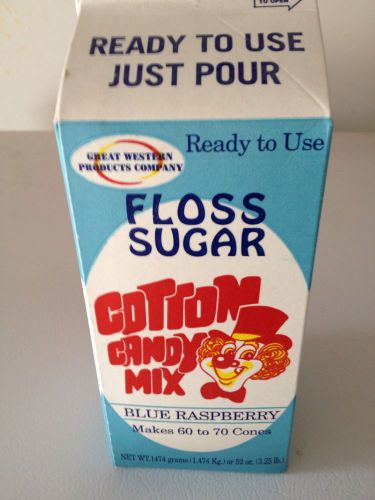 TO OPEN
READY TO USE
JUST POUR
GREAT WESTERN
PRODUCTS COMPANY
Ready to Use
FLOSS
SUGAR
COTTON
CANDY
MIX
BLUE RASPBERRY
Makes 60 to 70 Cones
NET WT. 1474 grams (1.474 Kg.) or 52 oz. (3.25 lb.)